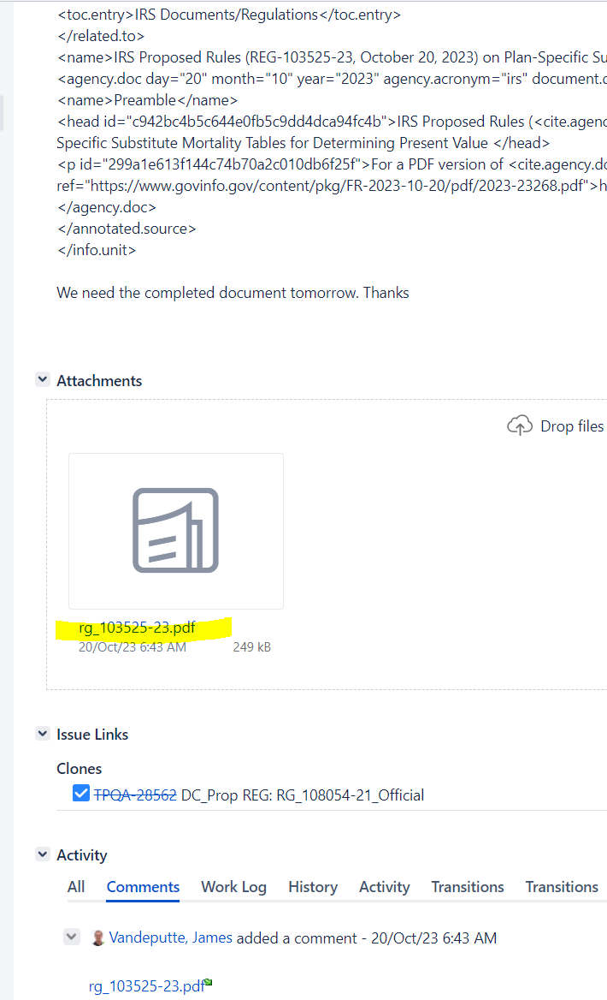 <toc.entry>IRS Documents/Regulations</toc.entry>
</related.to>
<name>IRS Proposed Rules (REG-103525-23, October 20, 2023) on Plan-Specific Su
<agency.doc day="20" month="10" year="2023" agency.acronym="irs" document.c
<name>Preamble</name>
<head id="c942bc4b5c644e0fb5c9dd4dca94fc4b">IRS Proposed Rules (<cite.agenc
Specific Substitute Mortality Tables for Determining Present Value </head>
<p id="299a1e613f144c74b70a2c010db6f25f">For a PDF version of <cite.agency.do
ref="https://www.govinfo.gov/content/pkg/FR-2023-10-20/pdf/2023-23268.pdf">h
</agency.doc>
</annotated.source>
</info.unit>
We need the completed document tomorrow. Thanks
Attachments
Drop files
rg_103525-23.pdf
20/Oct/23 6:43 AM 249 kB
Issue Links
Clones
TPQA-28562 DC_Prop REG: RG_108054-21_Official
Activity
All Comments Work Log History Activity Transitions Transitions
Vandeputte, James added a comment - 20/Oct/23 6:43 AM
rg_103525-23.pdf